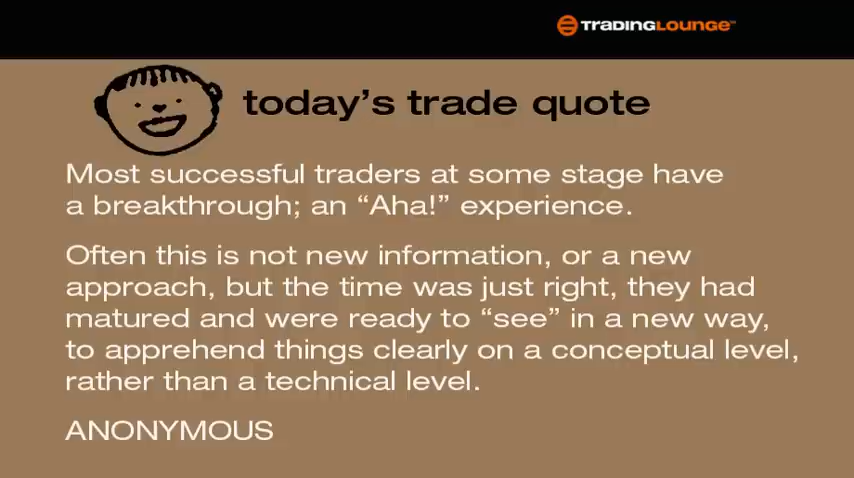 TRADINGLOUNGE™
today's trade quote
Most successful traders at some stage have
a breakthrough; an “Aha!” experience.
Often this is not new information, or a new
approach, but the time was just right, they had
matured and were ready to “see” in a new way,
to apprehend things clearly on a conceptual level,
rather than a technical level.
ANONYMOUS